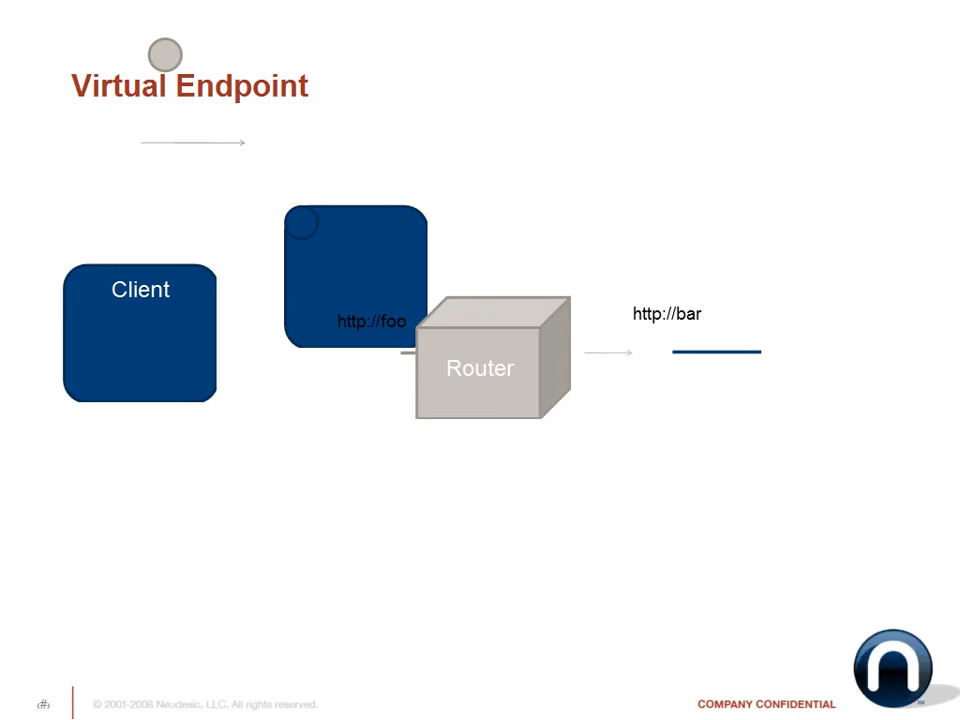 Virtual Endpoint
Client
http://foo
http://bar
Router
‹#›
© 2001-2008 Neudesic, LLC. All rights reserved.
COMPANY CONFIDENTIAL